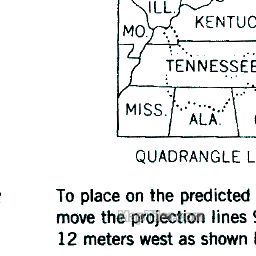 ILL.
KENTUC
MO.
TENNESSEE
MISS.
ALA.
QUADRANGLE L
To place on the predicted
move the projection lines 9
12 meters west as shown